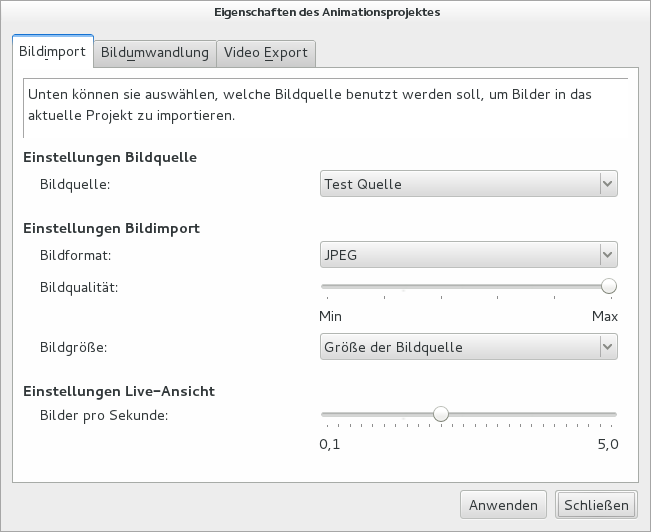 Eigenschaften des Animationsprojektes
Bildimport
Bildumwandlung
Video Export
Unten können sie auswählen, welche Bildquelle benutzt werden soll, um Bilder in das
aktuelle Projekt zu importieren.
Einstellungen Bildquelle
Bildquelle:
Test Quelle
Einstellungen Bildimport
Bildformat:
JPEG
Bildqualität:
Min
Max
Bildgröße:
Größe der Bildquelle
Einstellungen Live-Ansicht
Bilder pro Sekunde:
0,1
5,0
Anwenden
Schließen